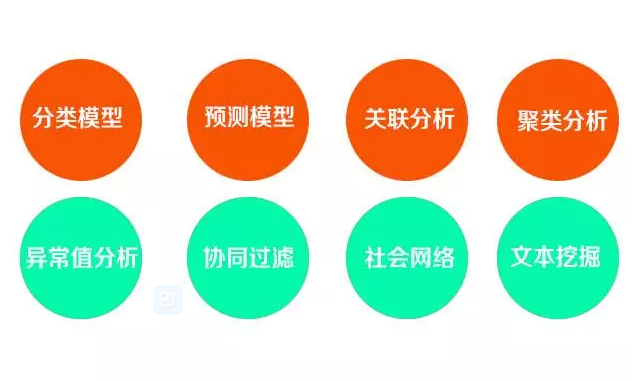 分类模型
预测模型
关联分析
聚类分析
异常值分析
协同过滤
社会网络
文本挖掘